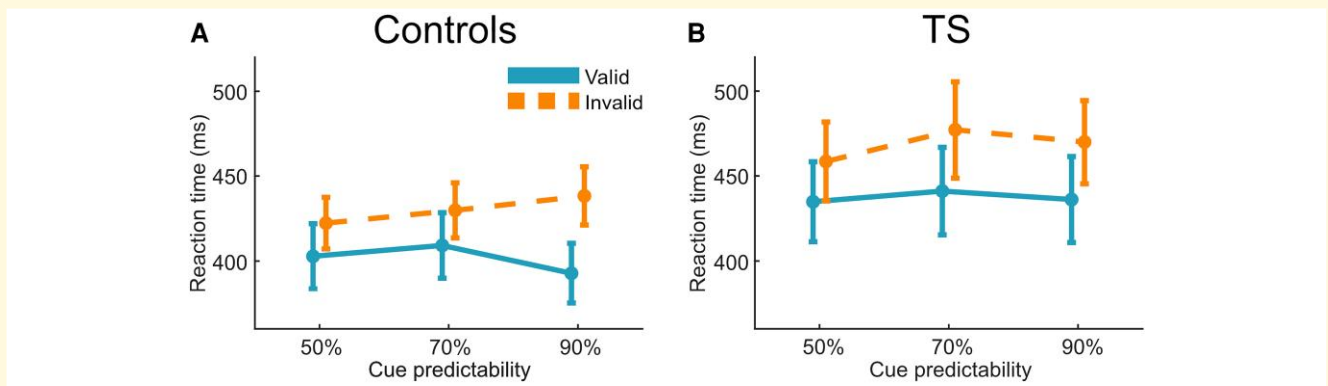 A
Controls
Valid
Invalid
Reaction time (ms)
500
450
400
50%
70%
90%
Cue predictability
B
TS
Reaction time (ms)
500
450
400
50%
70%
90%
Cue predictability